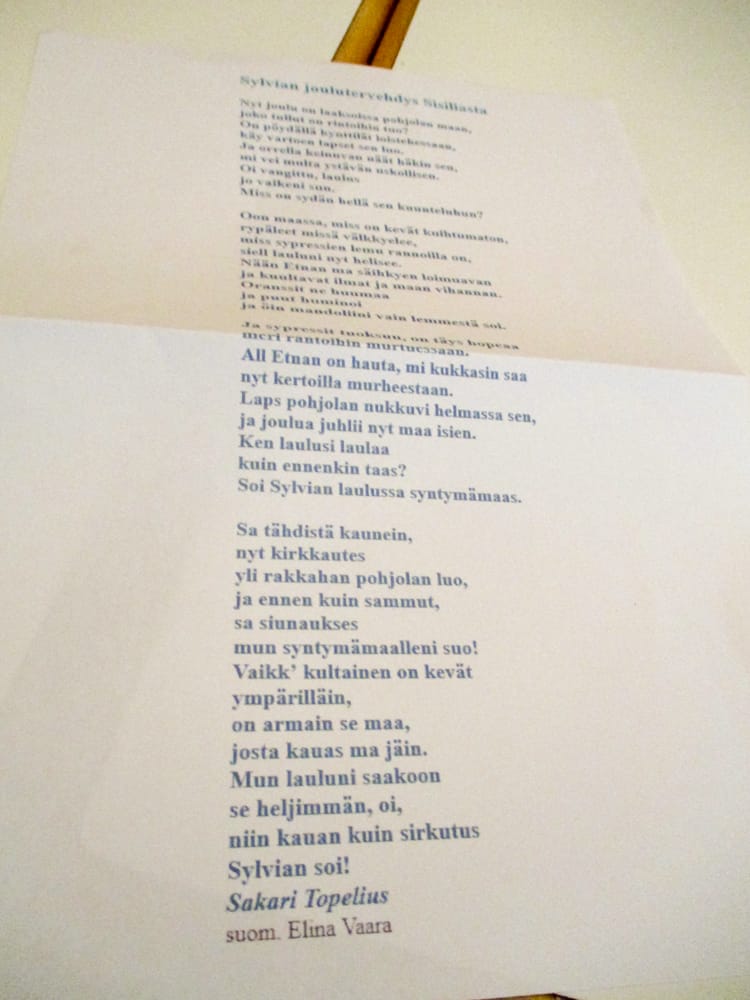 Sylvian joulutervehdys Sisiliasta
Nyt joulu on laaksoissa pohjolan maan,
joko tullut on rintoihin tuo?
On pöydällä kynttilät loistehessaan,
käy vartoen lapset sen luo.
Ja orrella keinuvan näät häkin sen,
mi vei multa ystävän uskollisen.
Oi vangittu, laulus
jo vaikeni sun.
Miss on sydän hellä sen kuunteluhun?
Oon maassa, miss on kevät kuihtumaton,
rypäleet missä välkkyelee,
miss sypressien lemu rannoilla on,
siell lauluni nyt helisee.
Nään Etnan ma säihkyen loimuavan
ja kuultavat ilmat ja maan vihannan.
Oranssit ne huumaa
ja puut huminoi
ja öin mandoliini vain lemmestä soi.
Ja sypressit tuoksuu, on täys hopeaa
meri rantoihin murtuessaan.
All Etnan on hauta, mi kukkasin saa
nyt kertoilla murheestaan.
Laps pohjolan nukkuvi helmassa sen,
ja joulua juhlii nyt maa isien.
Ken laulusi laulaa
kuin ennenkin taas?
Soi Sylvian laulussa syntymämaas.
Sa tähdistä kaunein,
nyt kirkkautes
yli rakkahan pohjolan luo,
ja ennen kuin sammut,
sa siunaukses
mun syntymämaalleni suo!
Vaikk’ kultainen on kevät
ympärilläin,
on armain se maa,
josta kauas ma jäin.
Mun lauluni saakoon
se heljimmän, oi,
niin kauan kuin sirkutus
Sylvian soi!
Sakari Topelius
suom. Elina Vaara